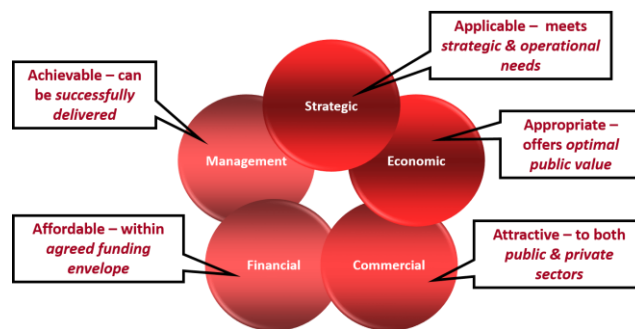 Applicable – meets
strategic & operational
needs
Achievable – can
be successfully
delivered
Strategic
Appropriate –
offers optimal
public value
Management
Economic
Affordable – within
agreed funding
envelope
Attractive – to both
public & private
sectors
Financial
Commercial